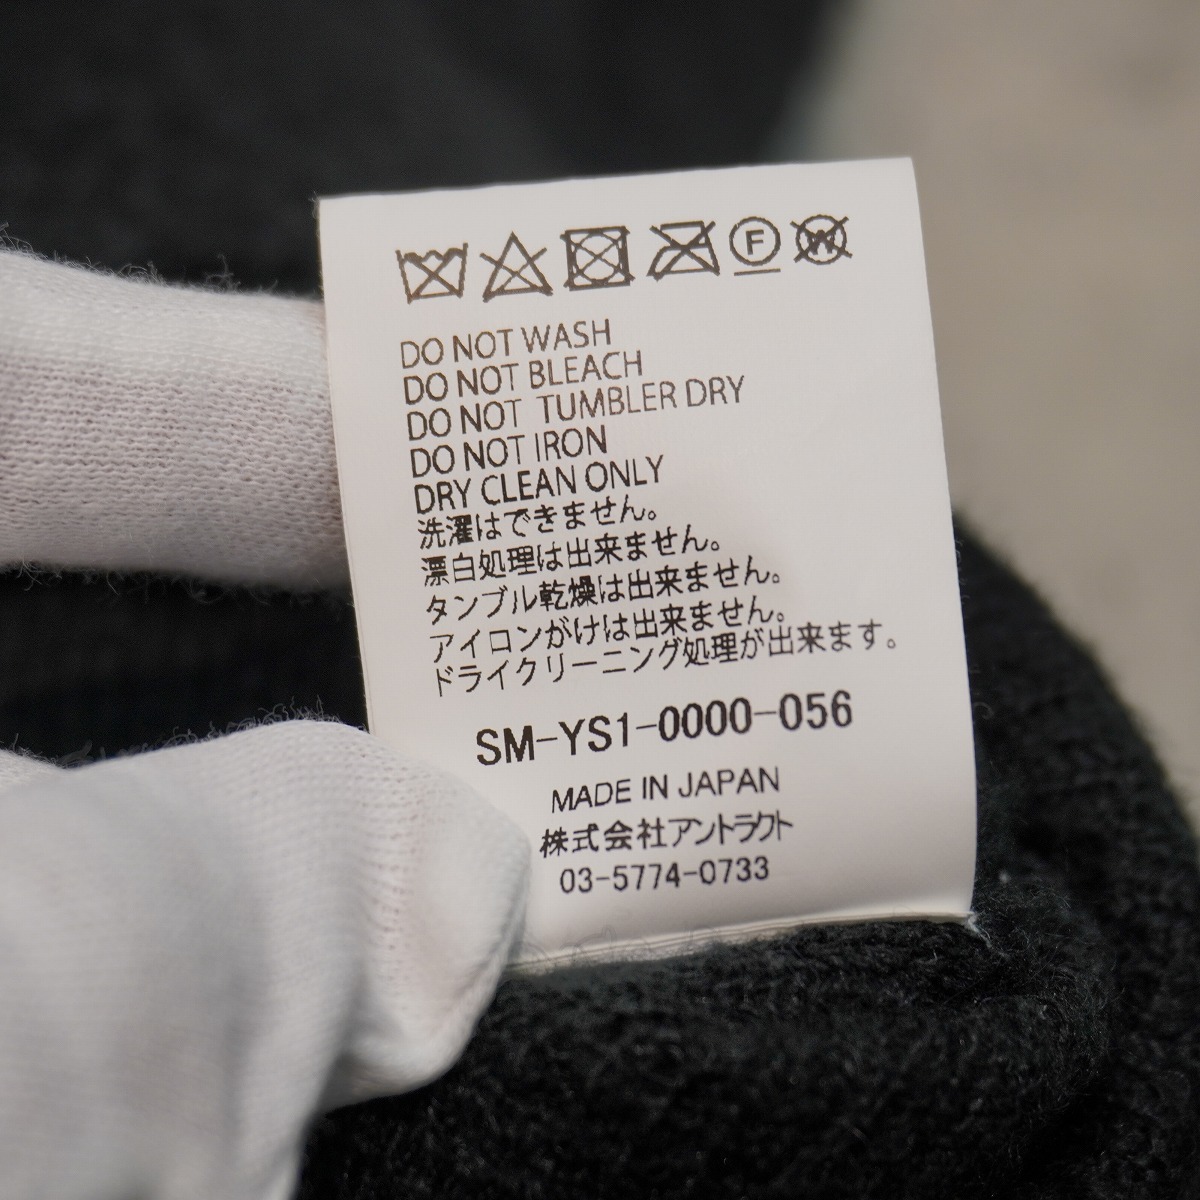 F W
DO NOT WASH
DO NOT BLEACH
DO NOT TUMBLER DRY
DO NOT IRON
DRY CLEAN ONLY
洗濯はできません。
漂白処理は出来ません。
タンブル乾燥は出来ません。
アイロンがけは出来ません。
ドライクリーニング処理が出来ます。
SM-YS1-0000-056
MADE IN JAPAN
株式会社アントラクト
03-5774-0733